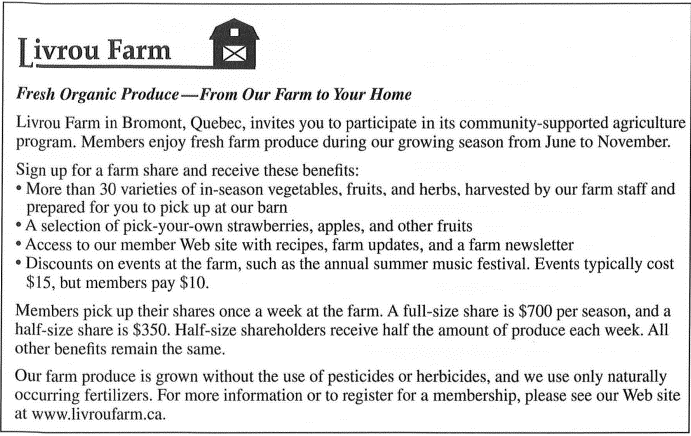 Livrou Farm
Fresh Organic Produce—From Our Farm to Your Home
Livrou Farm in Bromont, Quebec, invites you to participate in its community-supported agriculture
program. Members enjoy fresh farm produce during our growing season from June to November.
Sign up for a farm share and receive these benefits:
• More than 30 varieties of in-season vegetables, fruits, and herbs, harvested by our farm staff and
prepared for you to pick up at our barn
• A selection of pick-your-own strawberries, apples, and other fruits
• Access to our member Web site with recipes, farm updates, and a farm newsletter
• Discounts on events at the farm, such as the annual summer music festival. Events typically cost
$15, but members pay $10.
Members pick up their shares once a week at the farm. A full-size share is $700 per season, and a
half-size share is $350. Half-size shareholders receive half the amount of produce each week. All
other benefits remain the same.
Our farm produce is grown without the use of pesticides or herbicides, and we use only naturally
occurring fertilizers. For more information or to register for a membership, please see our Web site
at www.livroufarm.ca.